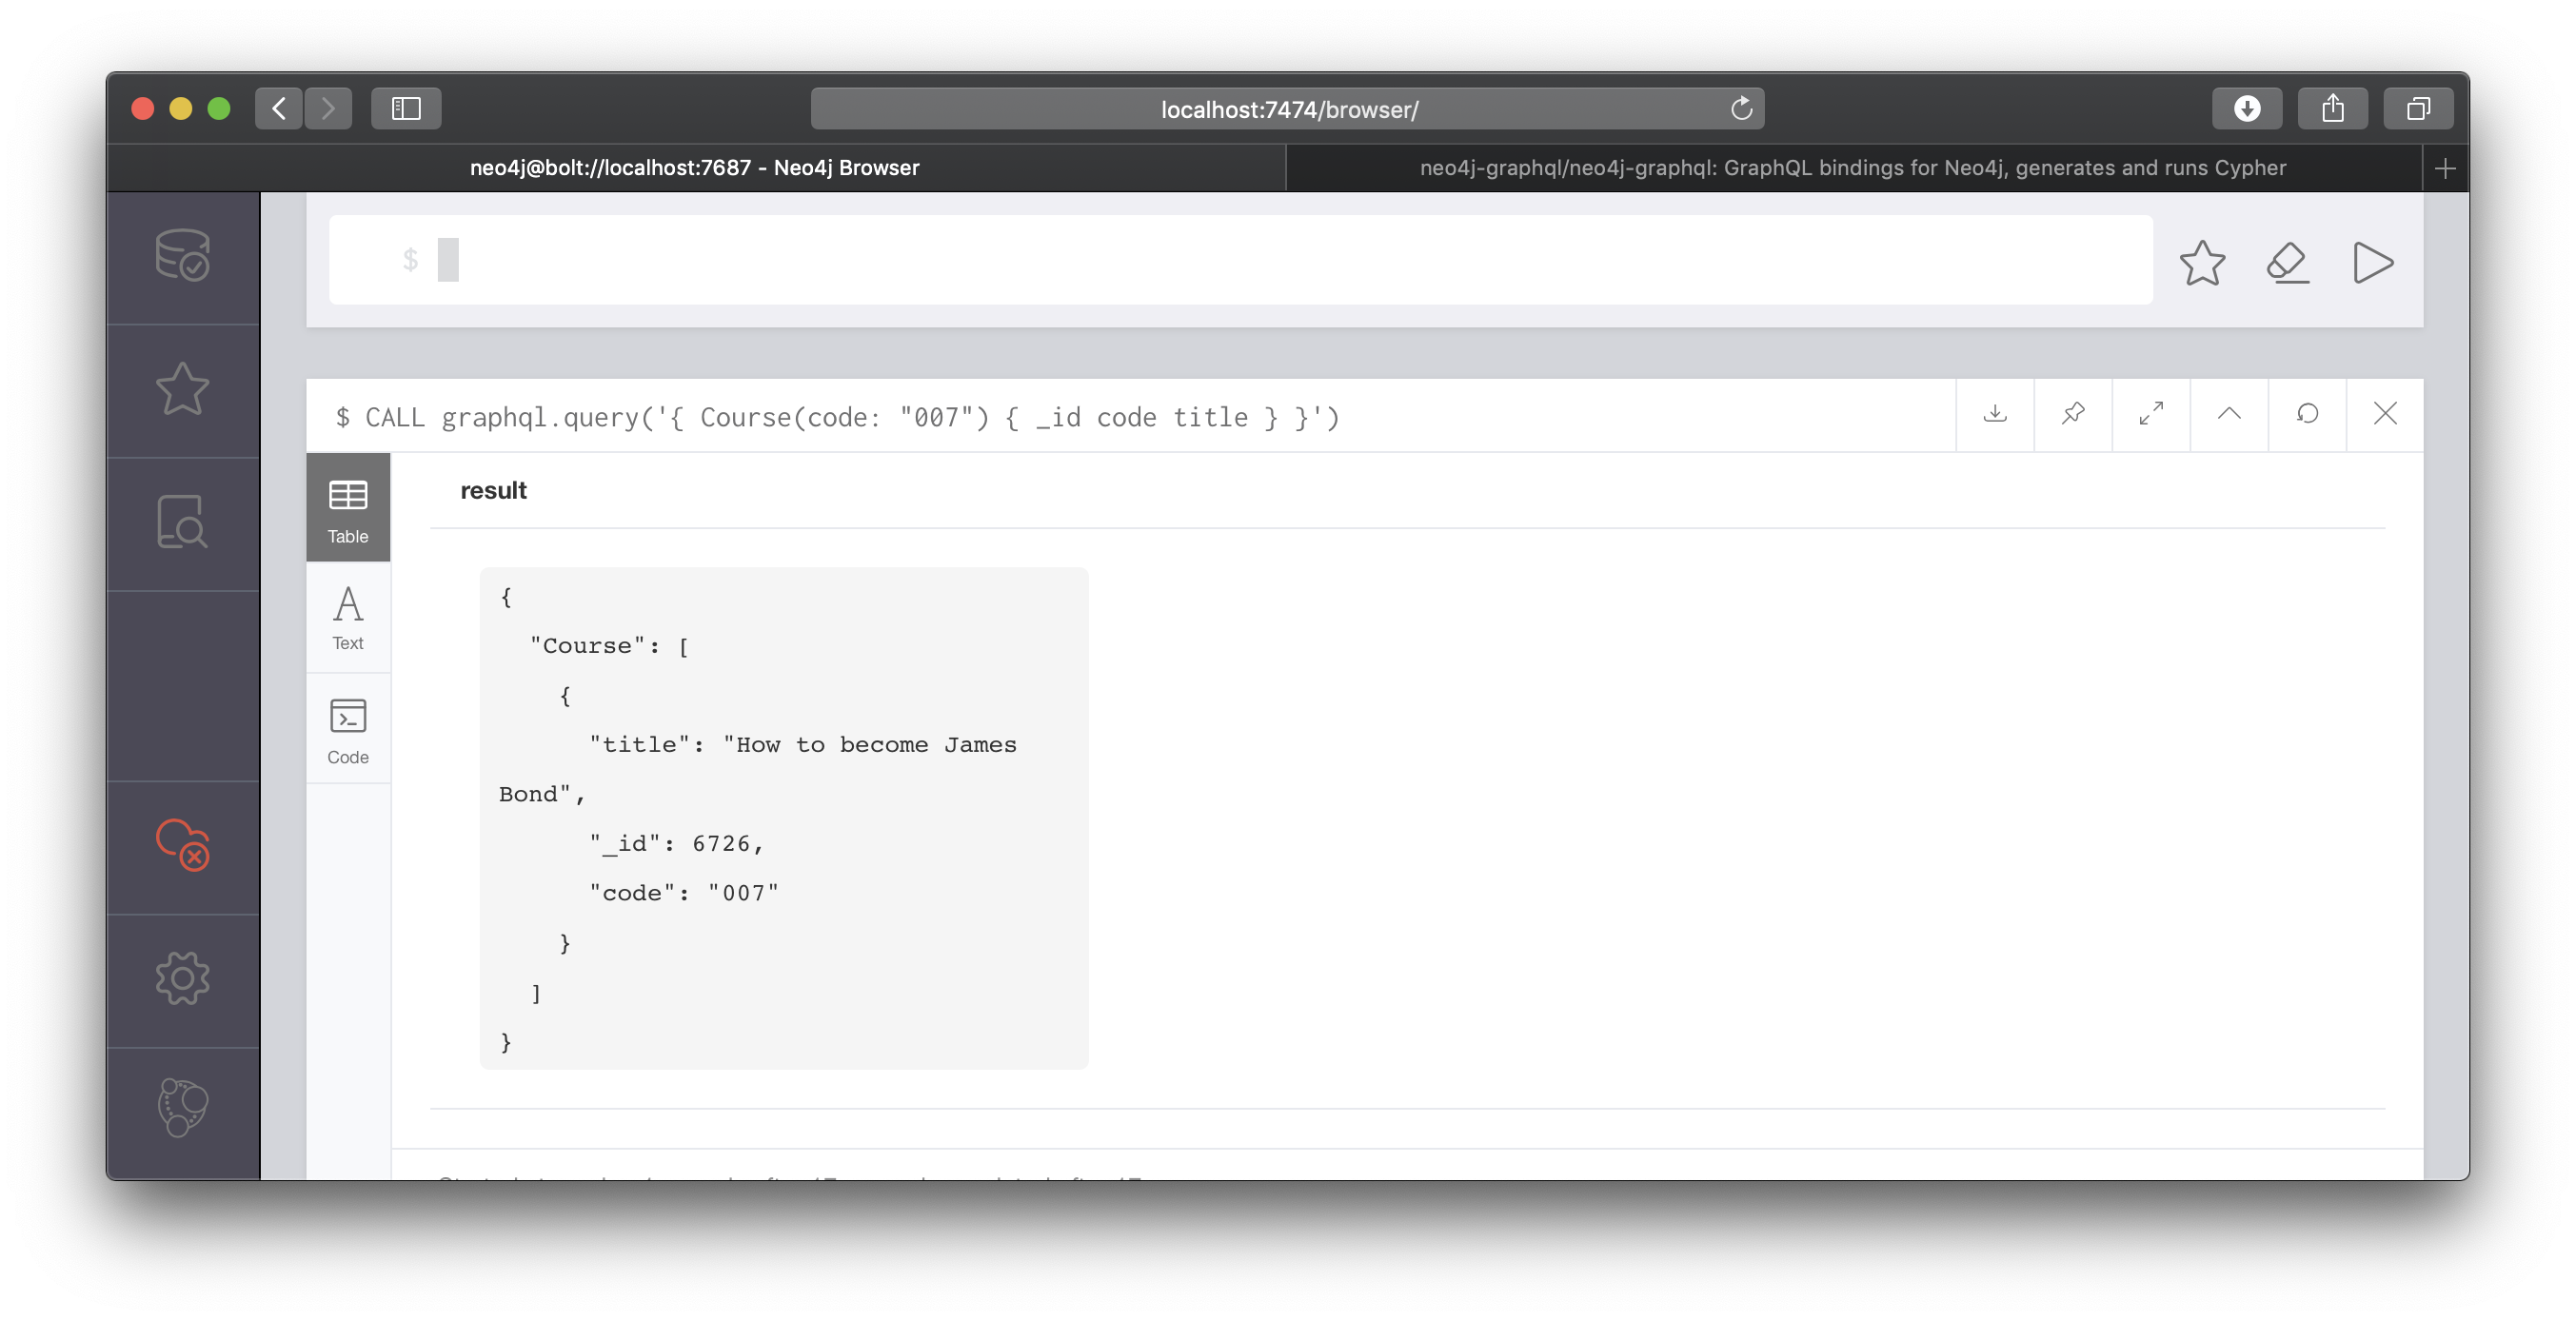 localhost:7474/browser/
neo4j@bolt://localhost:7687 - Neo4j Browser
neo4j-graphql/neo4j-graphql: GraphQL bindings for Neo4j, generates and runs Cypher
$
$ CALL graphql.query('{ Course(code: "007") { _id code title } }')
Table
Text
Code
result
{
"Course": [
{
"title": "How to become James
Bond",
"_id": 6726,
"code": "007"
}
]
}